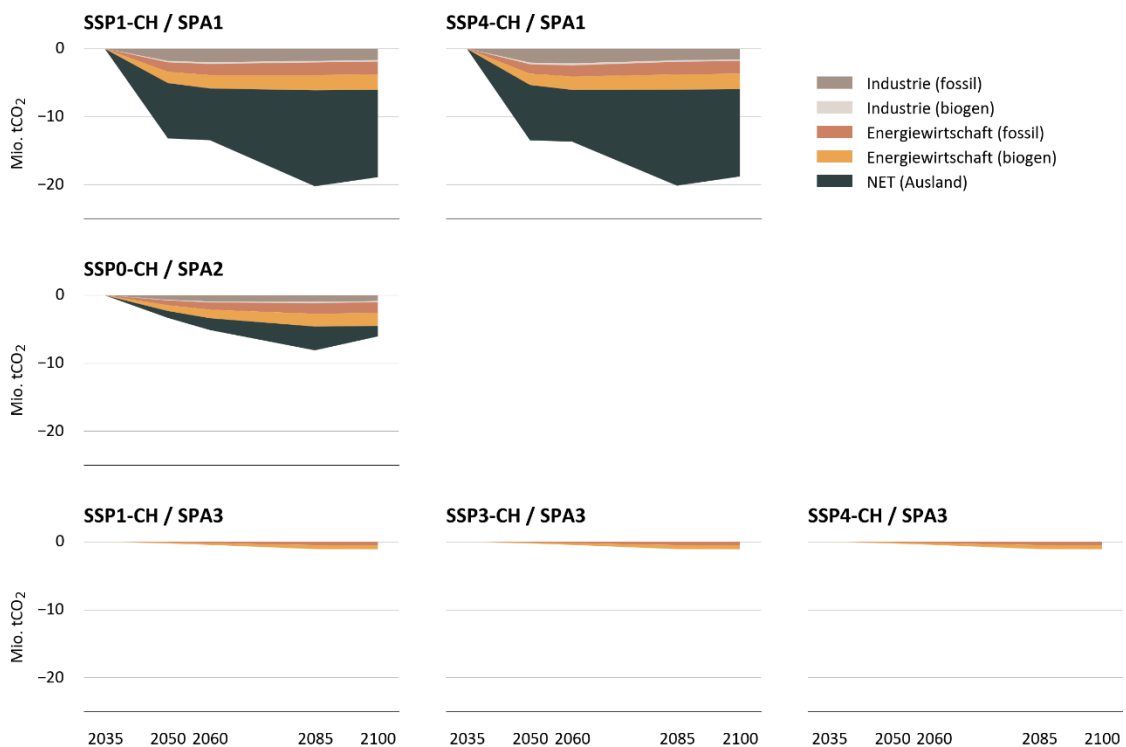 SSP1-CH / SPA1
SSP4-CH / SPA1
0
−10
−20
Mio. tCO₂
0
Industrie (fossil)
Industrie (biogen)
Energiewirtschaft (fossil)
Energiewirtschaft (biogen)
NET (Ausland)
SSP0-CH / SPA2
0
−10
−20
Mio. tCO₂
SSP1-CH / SPA3
SSP3-CH / SPA3
SSP4-CH / SPA3
0
−10
−20
Mio. tCO₂
2035 2050 2060 2085 2100
2035 2050 2060 2085 2100
2035 2050 2060 2085 2100